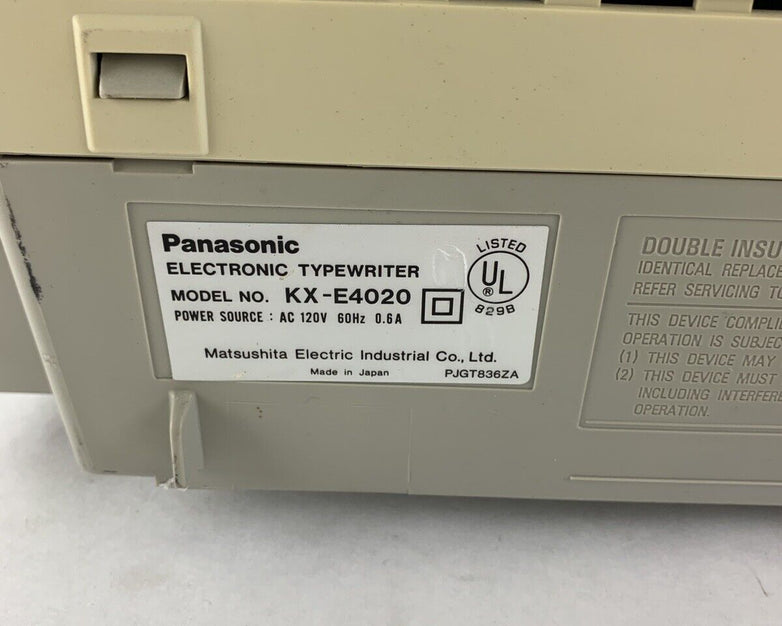 Panasonic
ELECTRONIC TYPEWRITER
MODEL NO. KX-E4020
POWER SOURCE : AC 120V 60Hz 0.6A
LISTED
UL
®
829B
Matsushita Electric Industrial Co., Ltd.
Made in Japan PJGT836ZA
DOUBLE INSU
IDENTICAL REPLACE
REFER SERVICING TO
THIS DEVICE COMPLI
OPERATION IS SUBJEC
(1) THIS DEVICE MAY
(2) THIS DEVICE MUST
INCLUDING INTERFERE
OPERATION.